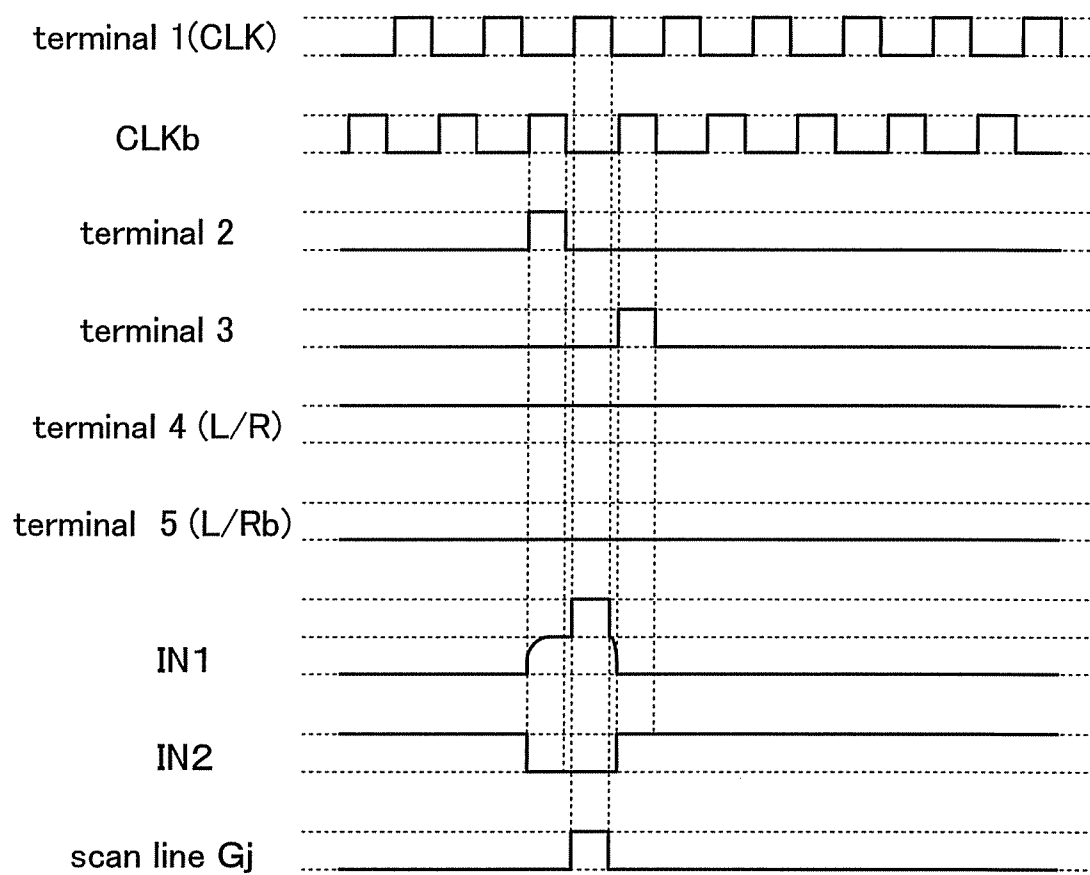 terminal 1(CLK)
CLKb
terminal 2
terminal 3
terminal 4 (L/R)
terminal 5 (L/Rb)
IN1
IN2
scan line Gj